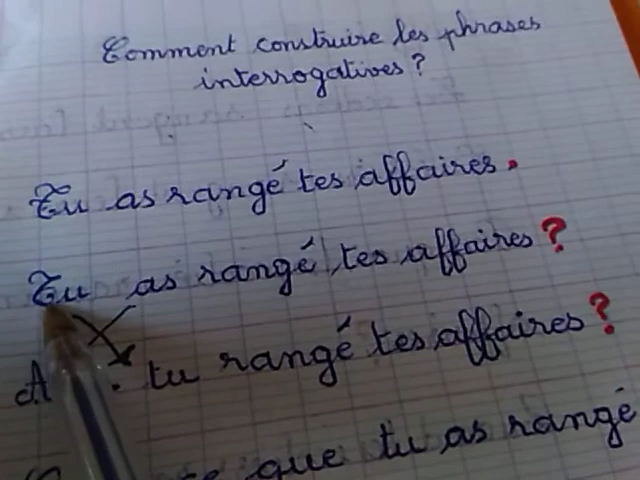 Comment construire les phrases
interrogatives ?
Tu as rangé tes affaires.
Tu as rangé tes affaires ?
tu rangé tes affaires ?
que tu as rangé